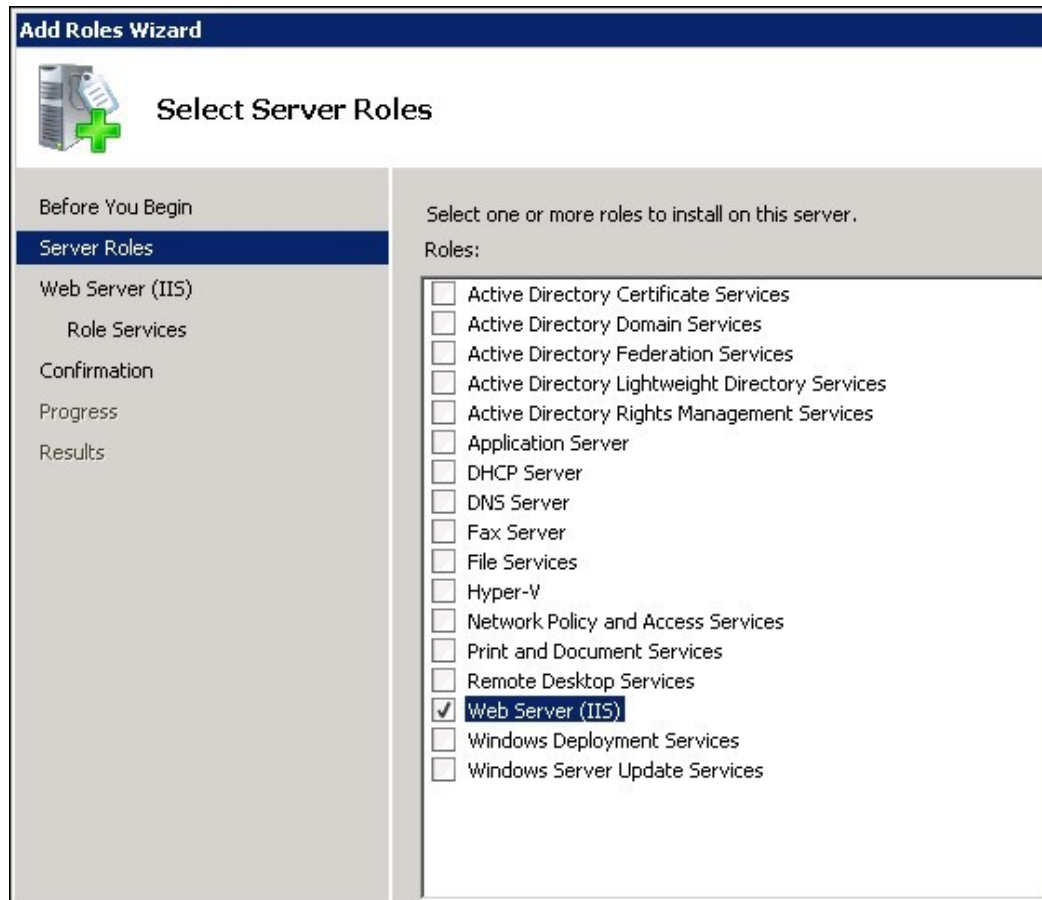 Add Roles Wizard
Select Server Roles
Before You Begin
Server Roles
Web Server (IIS)
Role Services
Confirmation
Progress
Results
Select one or more roles to install on this server.
Roles:
Active Directory Certificate Services
Active Directory Domain Services
Active Directory Federation Services
Active Directory Lightweight Directory Services
Active Directory Rights Management Services
Application Server
DHCP Server
DNS Server
Fax Server
File Services
Hyper-V
Network Policy and Access Services
Print and Document Services
Remote Desktop Services
Web Server (IIS)
Windows Deployment Services
Windows Server Update Services